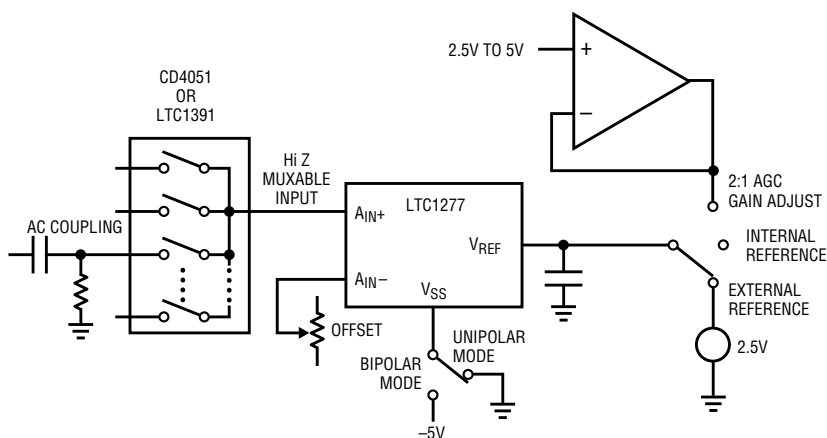 2.5V TO 5V
+
−
CD4051
OR
LTC1391
Hi Z
MUXABLE
INPUT
AC COUPLING
AIN+
LTC1277
VREF
AIN−
VSS
OFFSET
2:1 AGC
GAIN ADJUST
INTERNAL
REFERENCE
EXTERNAL
REFERENCE
2.5V
UNIPOLAR
MODE
BIPOLAR
MODE
–5V